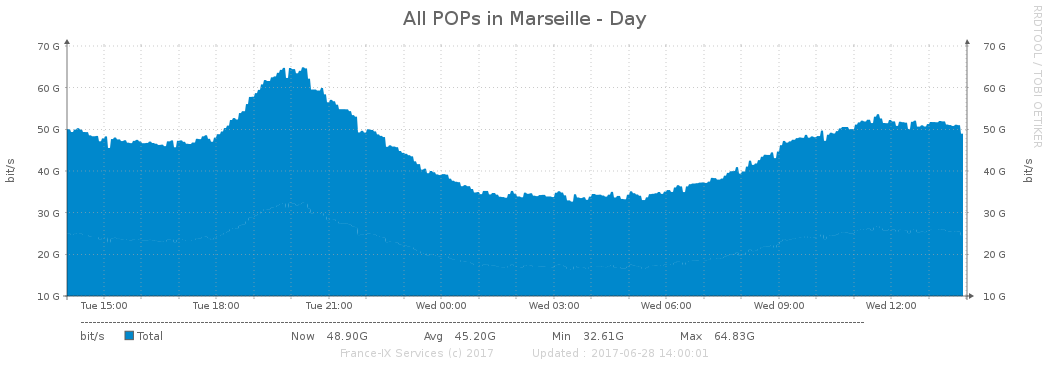 All POPs in Marseille - Day
RRDTOOL / TOBI OETIKER
70 G 70 G
60 G 60 G
50 G 50 G
40 G 40 G
30 G 30 G
20 G 20 G
10 G 10 G
bit/s bit/s
Tue 15:00 Tue 18:00 Tue 21:00 Wed 00:00 Wed 03:00 Wed 06:00 Wed 09:00 Wed 12:00
bit/s Total Now 48.90G Avg 45.20G Min 32.61G Max 64.83G
France-IX Services (c) 2017 Updated : 2017-06-28 14:00:01